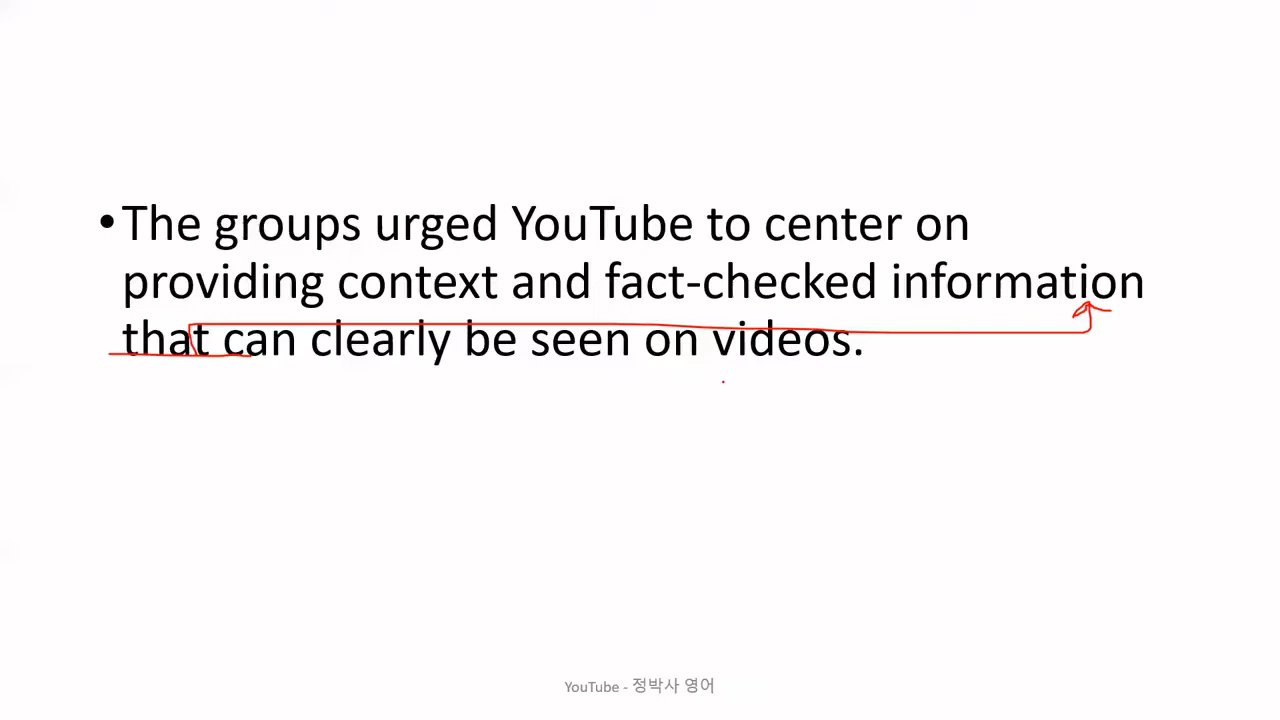 •The groups urged YouTube to center on
providing context and fact-checked information
that can clearly be seen on videos.
YouTube - 정박사 영어